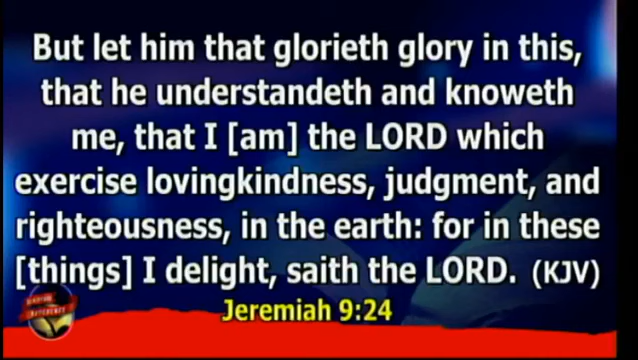 But let him that glorieth glory in this,
that he understandeth and knoweth
me, that I [am] the LORD which
exercise lovingkindness, judgment, and
righteousness, in the earth: for in these
[things] I delight, saith the LORD. (KJV)
Jeremiah 9:24